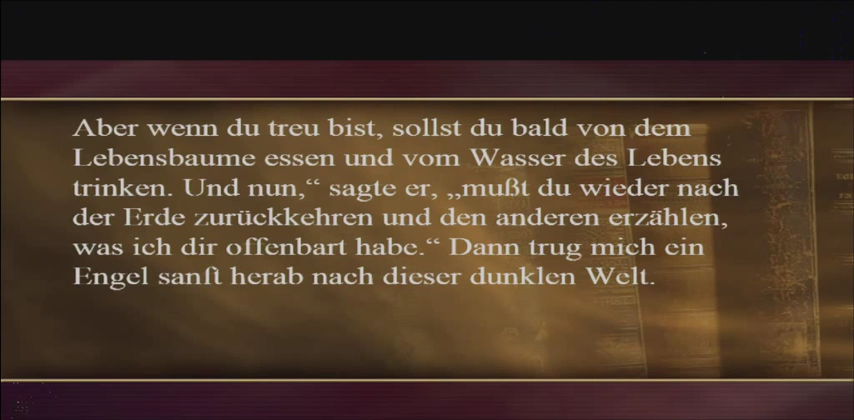 Aber wenn du treu bist, sollst du bald von dem
Lebensbaume essen und vom Wasser des Lebens
trinken. Und nun,“ sagte er, „mußt du wieder nach
der Erde zurückkehren und den anderen erzählen,
was ich dir offenbart habe.“ Dann trug mich ein
Engel sanft herab nach dieser dunklen Welt.